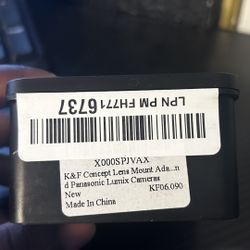 LPN PM FH7716737
X000SPJVAX
K&F Concept Lens Mount Ada...n
d Panasonic Lumix Cameras
New
KF06.090
Made In China